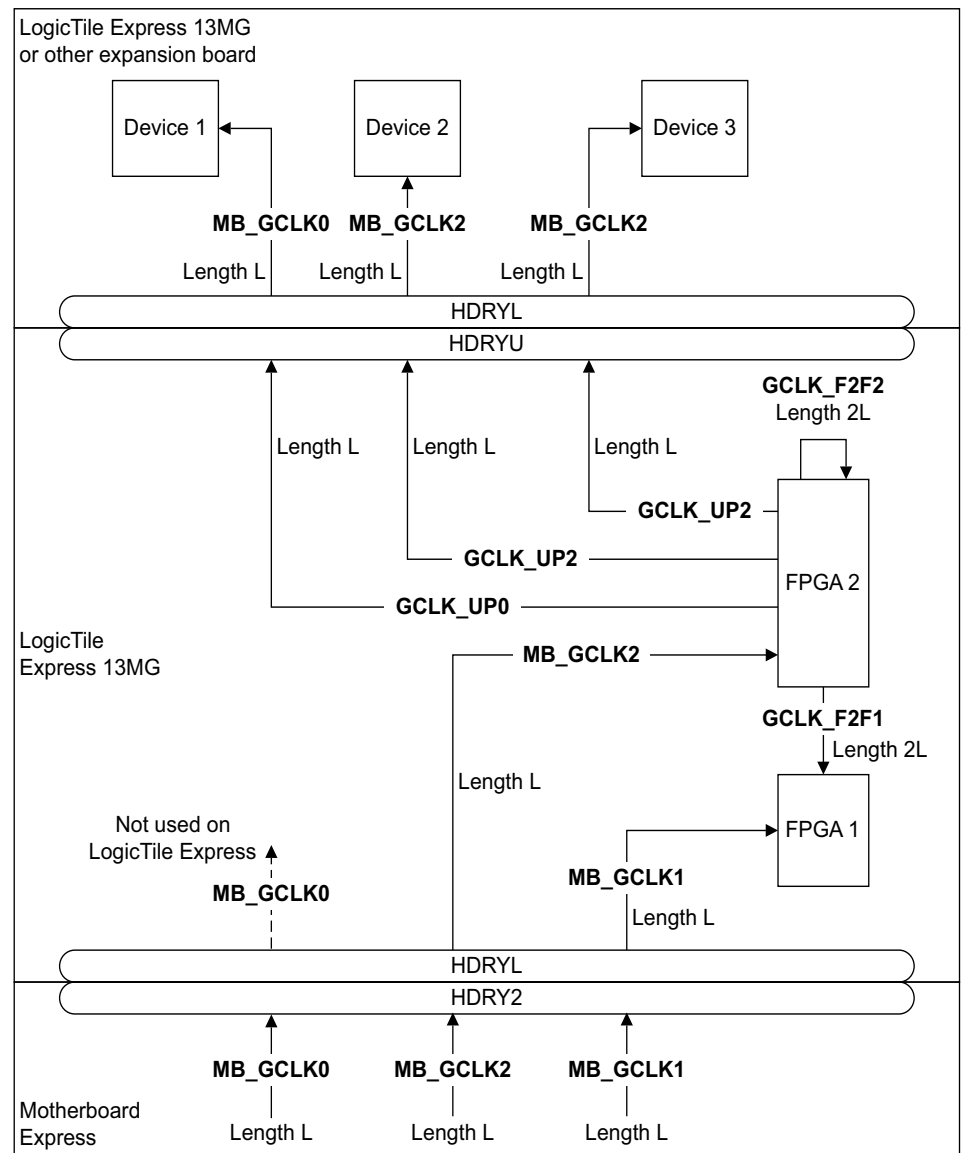 LogicTile Express 13MG
or other expansion board
Device 1
Device 2
Device 3
MB_GCLK0
MB_GCLK2
MB_GCLK2
Length L
Length L
Length L
HDRYL
HDRYU
GCLK_F2F2
Length 2L
Length L
Length L
Length L
GCLK_UP2
GCLK_UP2
FPGA 2
GCLK_UP0
LogicTile
Express 13MG
MB_GCLK2
GCLK_F2F1
Length 2L
Length L
Not used on
LogicTile Express
FPGA 1
MB_GCLK0
MB_GCLK1
Length L
HDRYL
HDRY2
MB_GCLK0
MB_GCLK2
MB_GCLK1
Motherboard
Express
Length L
Length L
Length L